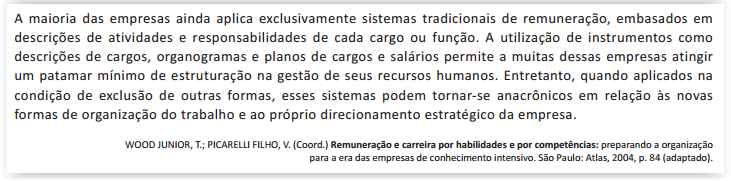 A maioria das empresas ainda aplica exclusivamente sistemas tradicionais de remuneração, embasados em
descrições de atividades e responsabilidades de cada cargo ou função. A utilização de instrumentos como
descrições de cargos, organogramas e planos de cargos e salários permite a muitas dessas empresas atingir
um patamar mínimo de estruturação na gestão de seus recursos humanos. Entretanto, quando aplicados na
condição de exclusão de outras formas, esses sistemas podem tornar-se anacrônicos em relação às novas
formas de organização do trabalho e ao próprio direcionamento estratégico da empresa.
WOOD JUNIOR, T.; PICARELLI FILHO, V. (Coord.) Remuneração e carreira por habilidades e por competências: preparando a organização
para a era das empresas de conhecimento intensivo. São Paulo: Atlas, 2004, p. 84 (adaptado).